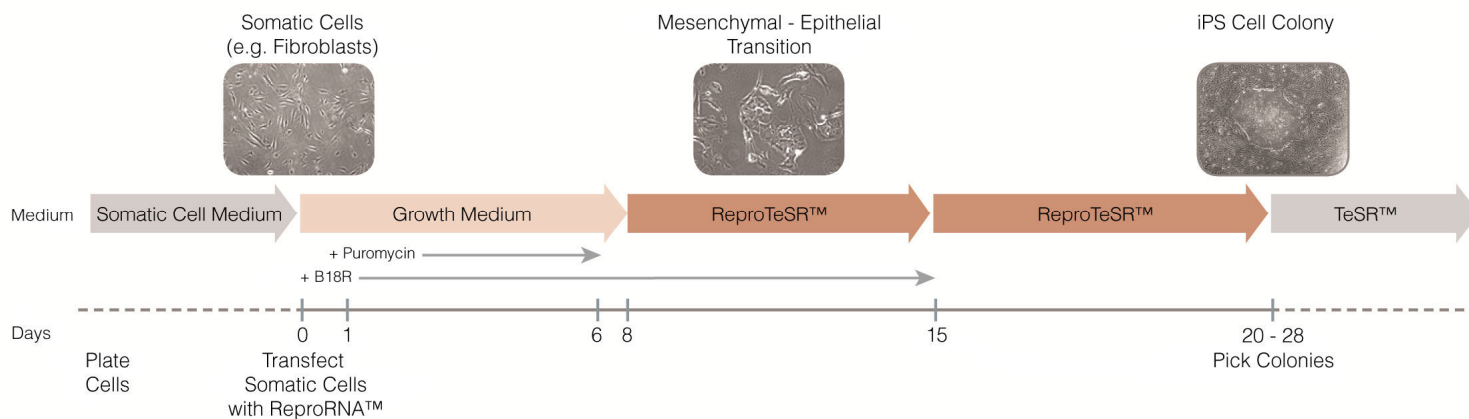 Somatic Cells
(e.g. Fibroblasts)
Mesenchymal - Epithelial
Transition
iPS Cell Colony
Medium
Somatic Cell Medium
Growth Medium
ReproTeSR™
ReproTeSR™
TeSR™
+ Puromycin
+ B18R
Days
0
1
6
8
15
20 - 28
Plate
Cells
Transfect
Somatic Cells
with ReproRNA™
Pick Colonies